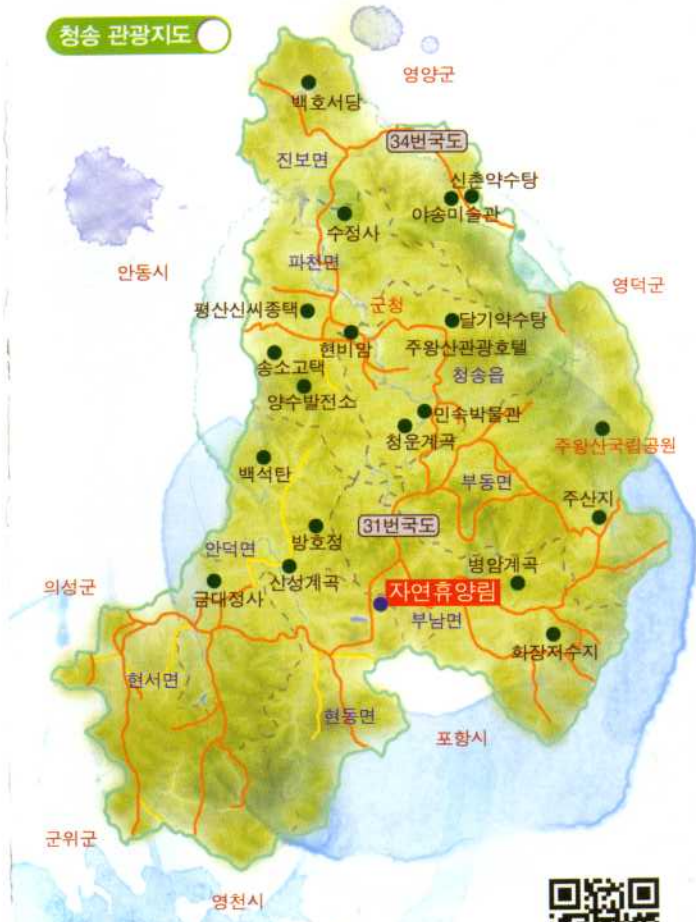 청송 관광지도
영양군
백호서당
34번국도
진보면
신촌약수탕
야송미술관
수정사
안동시
파천면
영덕군
평산신씨종택
군청
달기약수탕
현비암
주왕산관광호텔
송소고택
청송읍
양수발전소
민속박물관
청운계곡
주왕산국립공원
백석탄
부동면
주산지
31번국도
방호정
안덕면
병암계곡
신성계곡
의성군
금대정사
자연휴양림
부남면
화장저수지
현서면
현동면
포항시
군위군
영천시